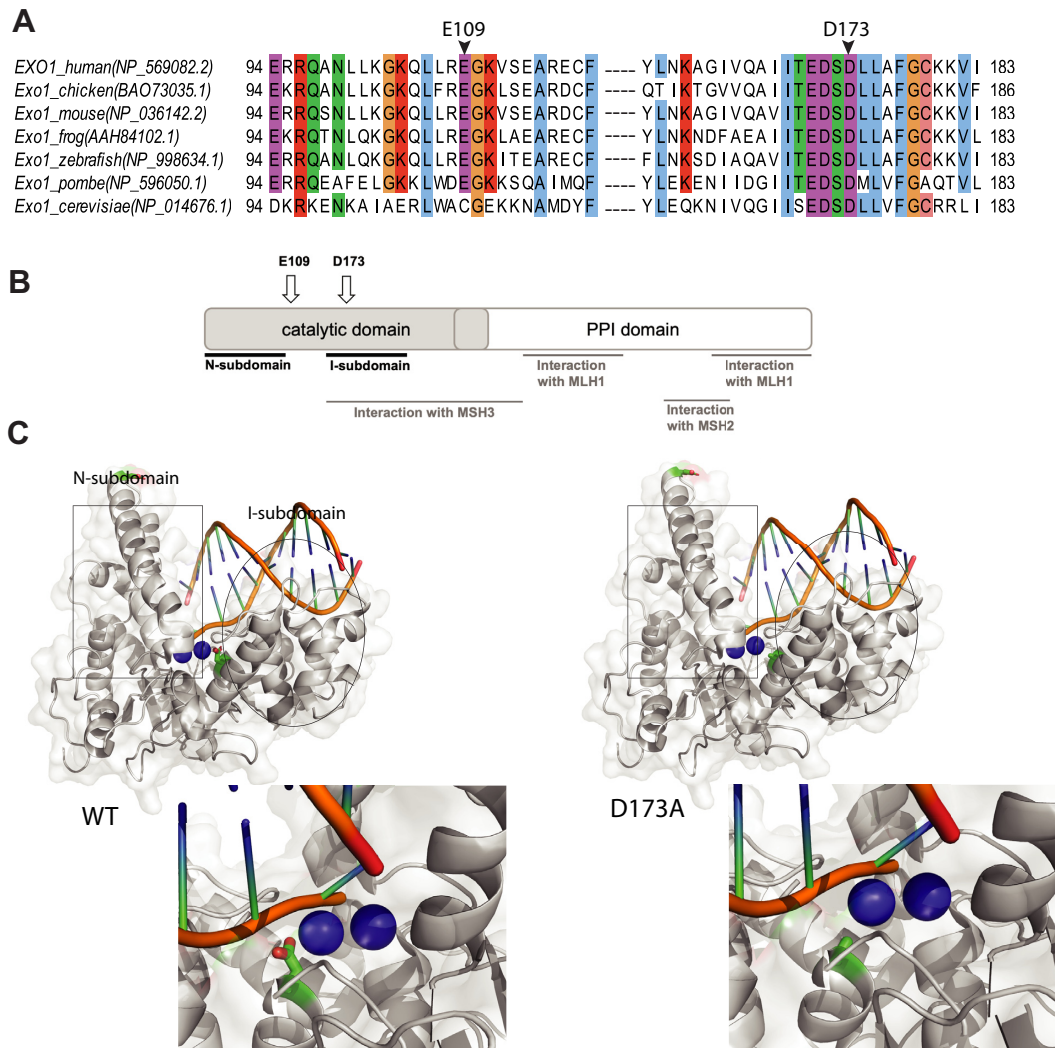 A
E109 D173
EXO1_human(NP_569082.2) 94 ERRQANLLKGKQLLREGKVSEARECF ---- YLNKAGIVQAIITEDSDLLAFGCKKVI 183
Exo1_chicken(BAO73035.1) 94 EKRQANLLKGKQLFREGKLSEARDCF ---- QTIKTGVVQAIITEDSDLLAFGCKKVF 186
Exo1_mouse(NP_036142.2) 94 ERRQSNLLKGKQLLREGKVSEARDCF ---- YLNKAGIVQAVITEDSDLLAFGCKKVI 183
Exo1_frog(AAH84102.1) 94 EKRQTNLQKGKQLLREGKLAEARECF ---- YLNKNDFAEAIITEDSDLLAFGCKKVL 183
Exo1_zebrafish(NP_998634.1) 94 ERRQANLQKGKQLLREGKITEARECF ---- FLNKSDIAQAVITEDSDLLAFGCKKVL 183
Exo1_pombe(NP_596050.1) 94 ERRQEAFELGKKLWDEGKKSQAIMQF ---- YLEKENIIDGIITEDSDMLVFGAQTVL 183
Exo1_cerevisiae(NP_014676.1) 94 DKRKENKAIAERLWACGEKKNAMDYF ---- YLEQKNIVQGIISEDSDLLVFGCRRLI 183
B
E109 D173
catalytic domain PPI domain
N-subdomain I-subdomain
Interaction with MLH1
Interaction with MLH1
Interaction with MSH3
Interaction with MSH2
C
N-subdomain
I-subdomain
WT
D173A